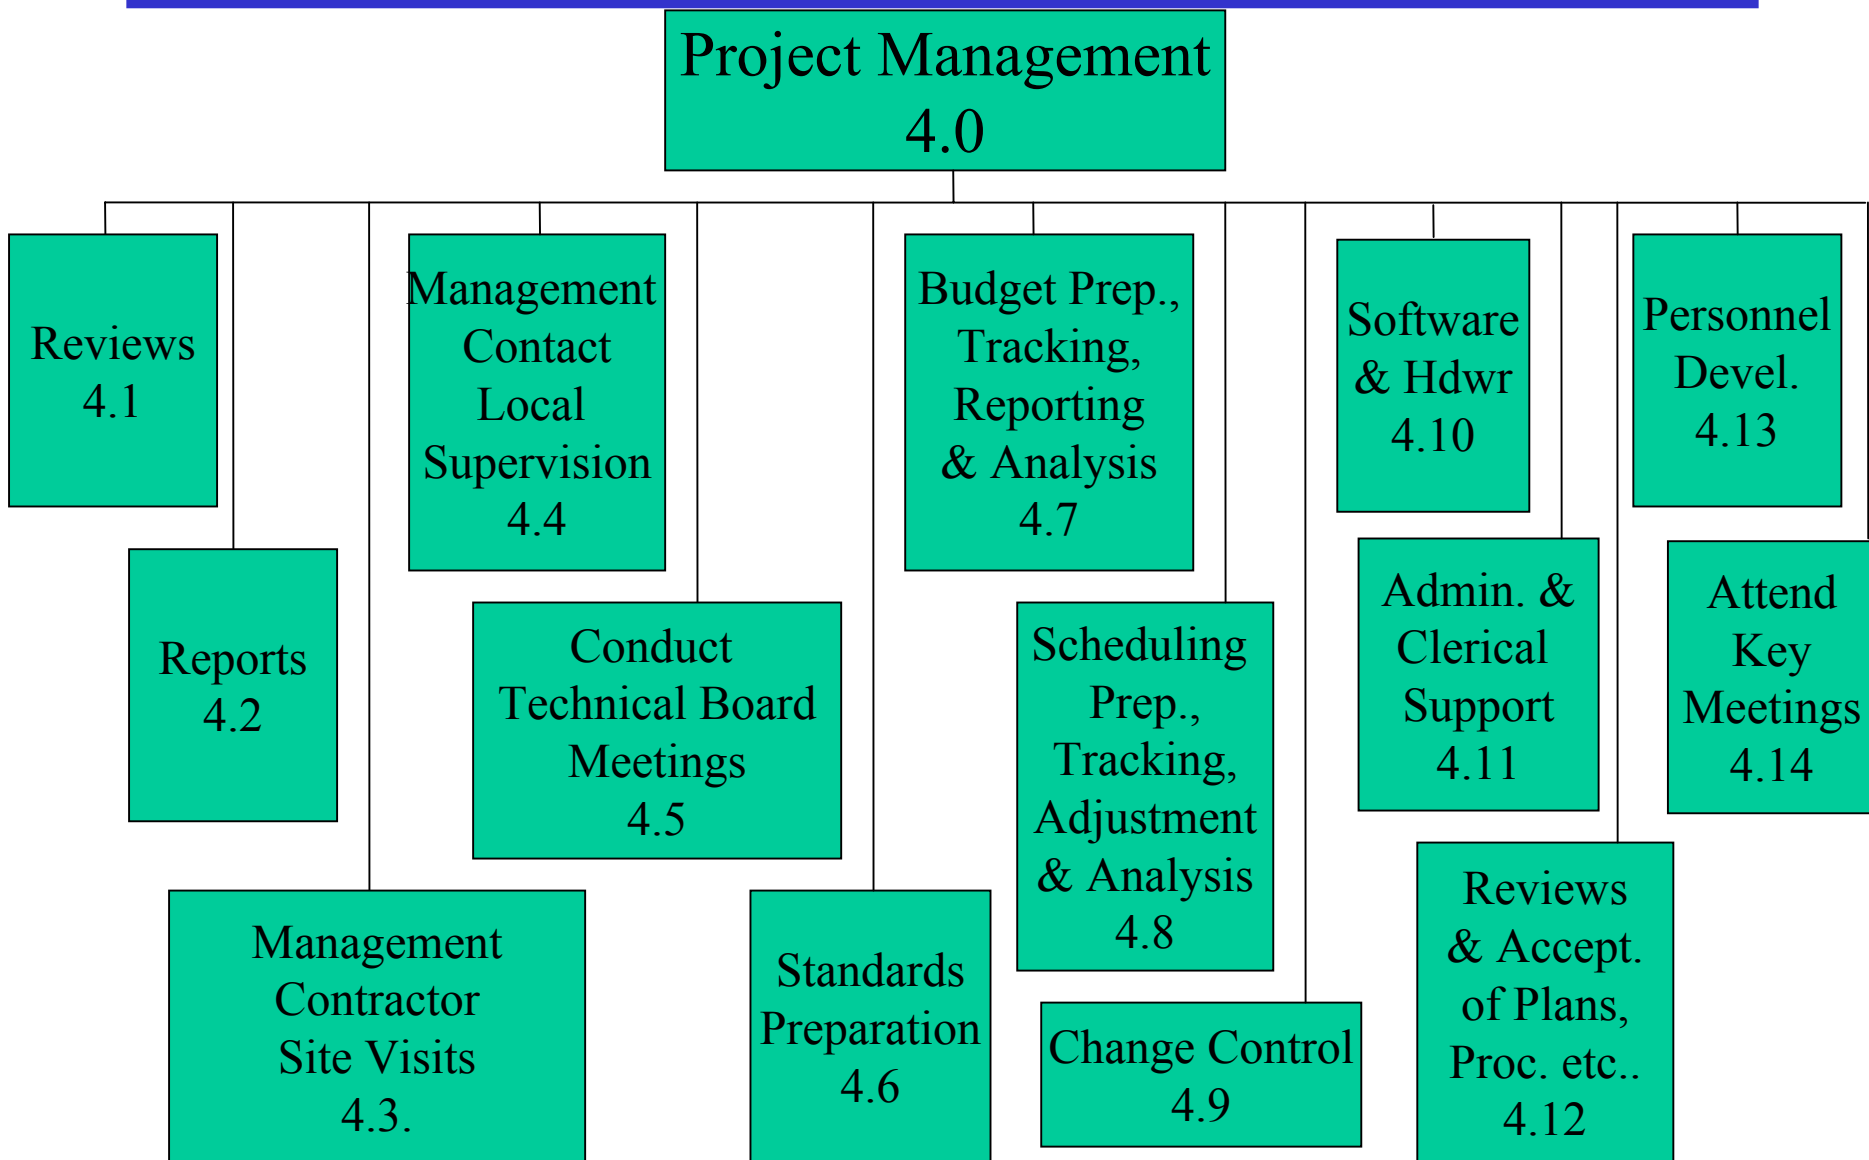 Project Management
4.0
Reviews
4.1
Reports
4.2
Management
Contractor
Site Visits
4.3.
Management
Contact
Local
Supervision
4.4
Conduct
Technical Board
Meetings
4.5
Standards
Preparation
4.6
Budget Prep.,
Tracking,
Reporting
& Analysis
4.7
Scheduling
Prep.,
Tracking,
Adjustment
& Analysis
4.8
Change Control
4.9
Software
& Hdwr
4.10
Admin. &
Clerical
Support
4.11
Reviews
& Accept.
of Plans,
Proc. etc..
4.12
Personnel
Devel.
4.13
Attend
Key
Meetings
4.14